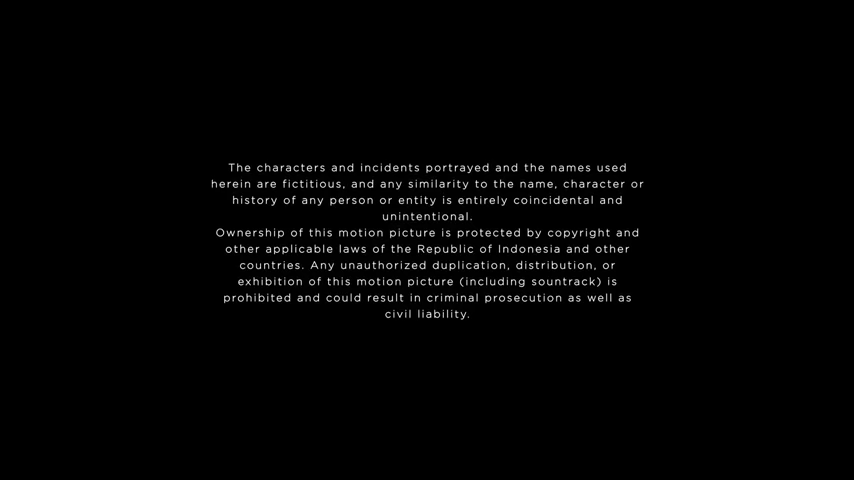 The characters and incidents portrayed and the names used
herein are fictitious, and any similarity to the name, character or
history of any person or entity is entirely coincidental and
unintentional.
Ownership of this motion picture is protected by copyright and
other applicable laws of the Republic of Indonesia and other
countries. Any unauthorized duplication, distribution, or
exhibition of this motion picture (including sountrack) is
prohibited and could result in criminal prosecution as well as
civil liability.